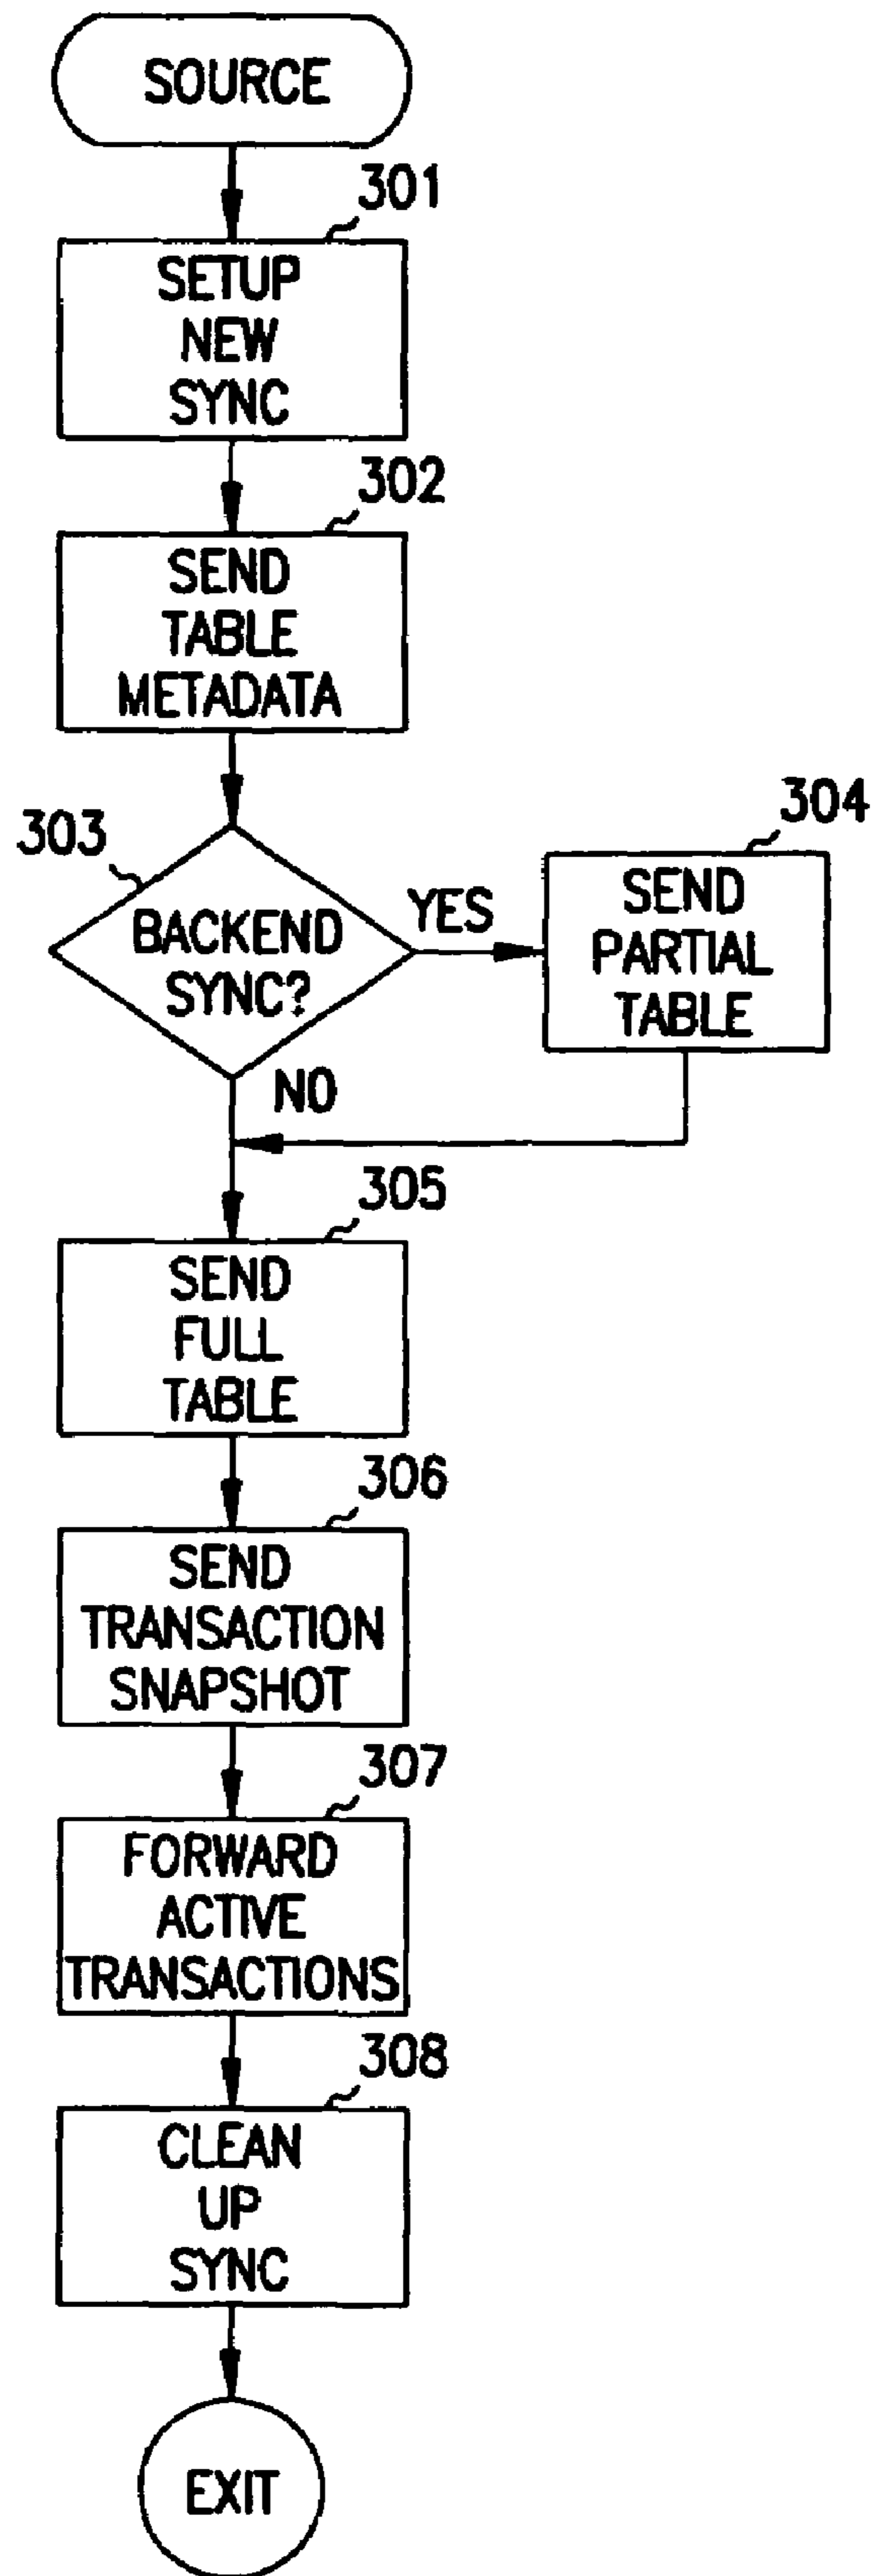 SOURCE
301
SETUP
NEW
SYNC
302
SEND
TABLE
METADATA
303
BACKEND
SYNC?
YES
304
SEND
PARTIAL
TABLE
NO
305
SEND
FULL
TABLE
306
SEND
TRANSACTION
SNAPSHOT
307
FORWARD
ACTIVE
TRANSACTIONS
308
CLEAN
UP
SYNC
EXIT